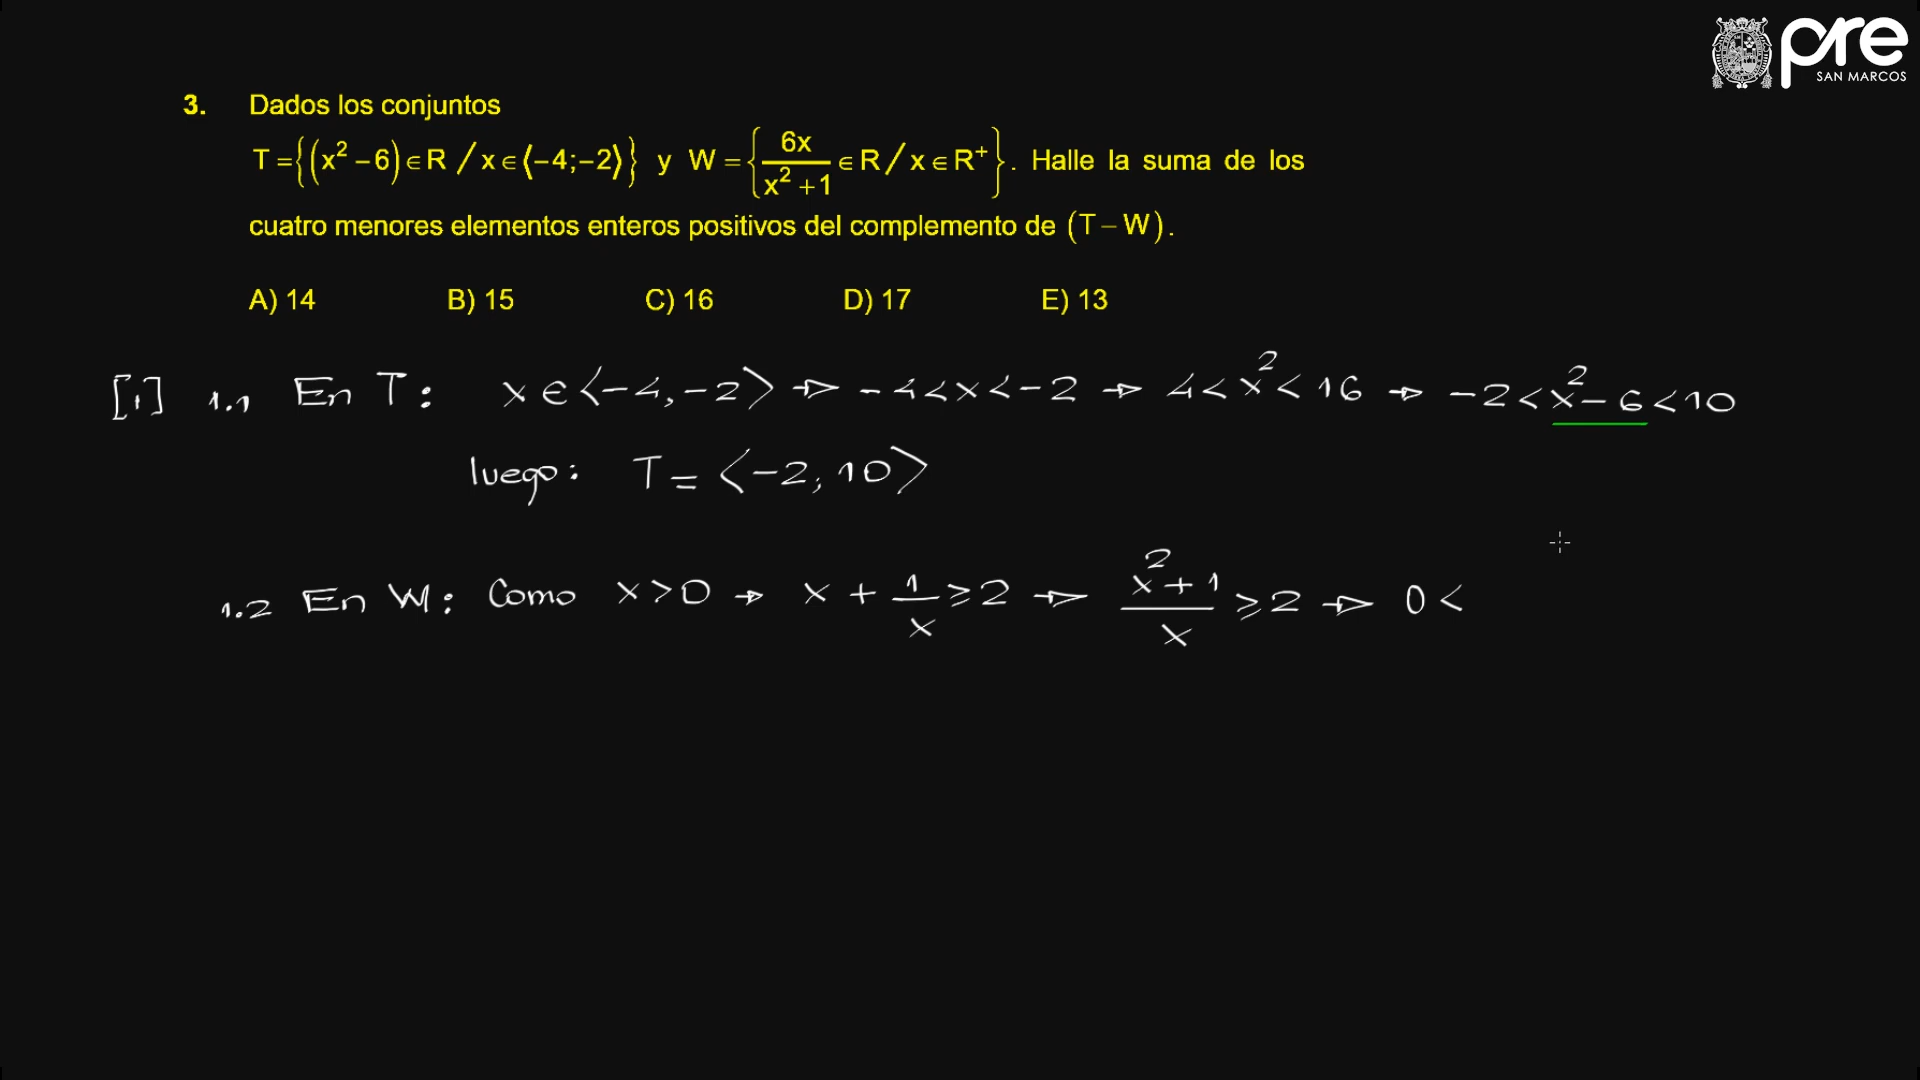 pre
SAN MARCOS
3. Dados los conjuntos
T = {(x² − 6) ∈ R / x ∈ ⟨−4;−2⟩} y W = {6x/(x² + 1) ∈ R / x ∈ R⁺}. Halle la suma de los
cuatro menores elementos enteros positivos del complemento de (T − W).
A) 14 B) 15 C) 16 D) 17 E) 13
[1] 1.1 En T: x ∈ ⟨−4, −2⟩ → −4 < x < −2 → 4 < x² < 16 → −2 < x² − 6 < 10
luego: T = ⟨−2, 10⟩
1.2 En W: Como x > 0 → x + 1/x ≥ 2 → (x² + 1)/x ≥ 2 → 0 <